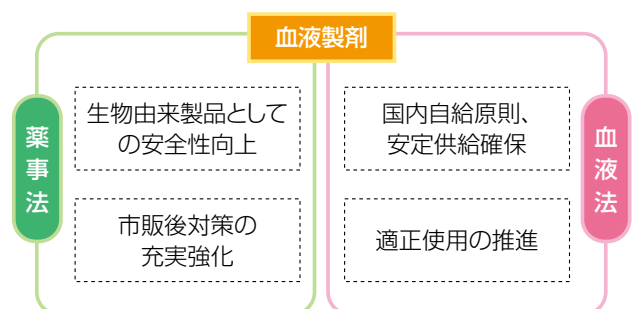 血液製剤
薬事法
生物由来製品として
の安全性向上
市販後対策の
充実強化
国内自給原則、
安定供給確保
適正使用の推進
血液法